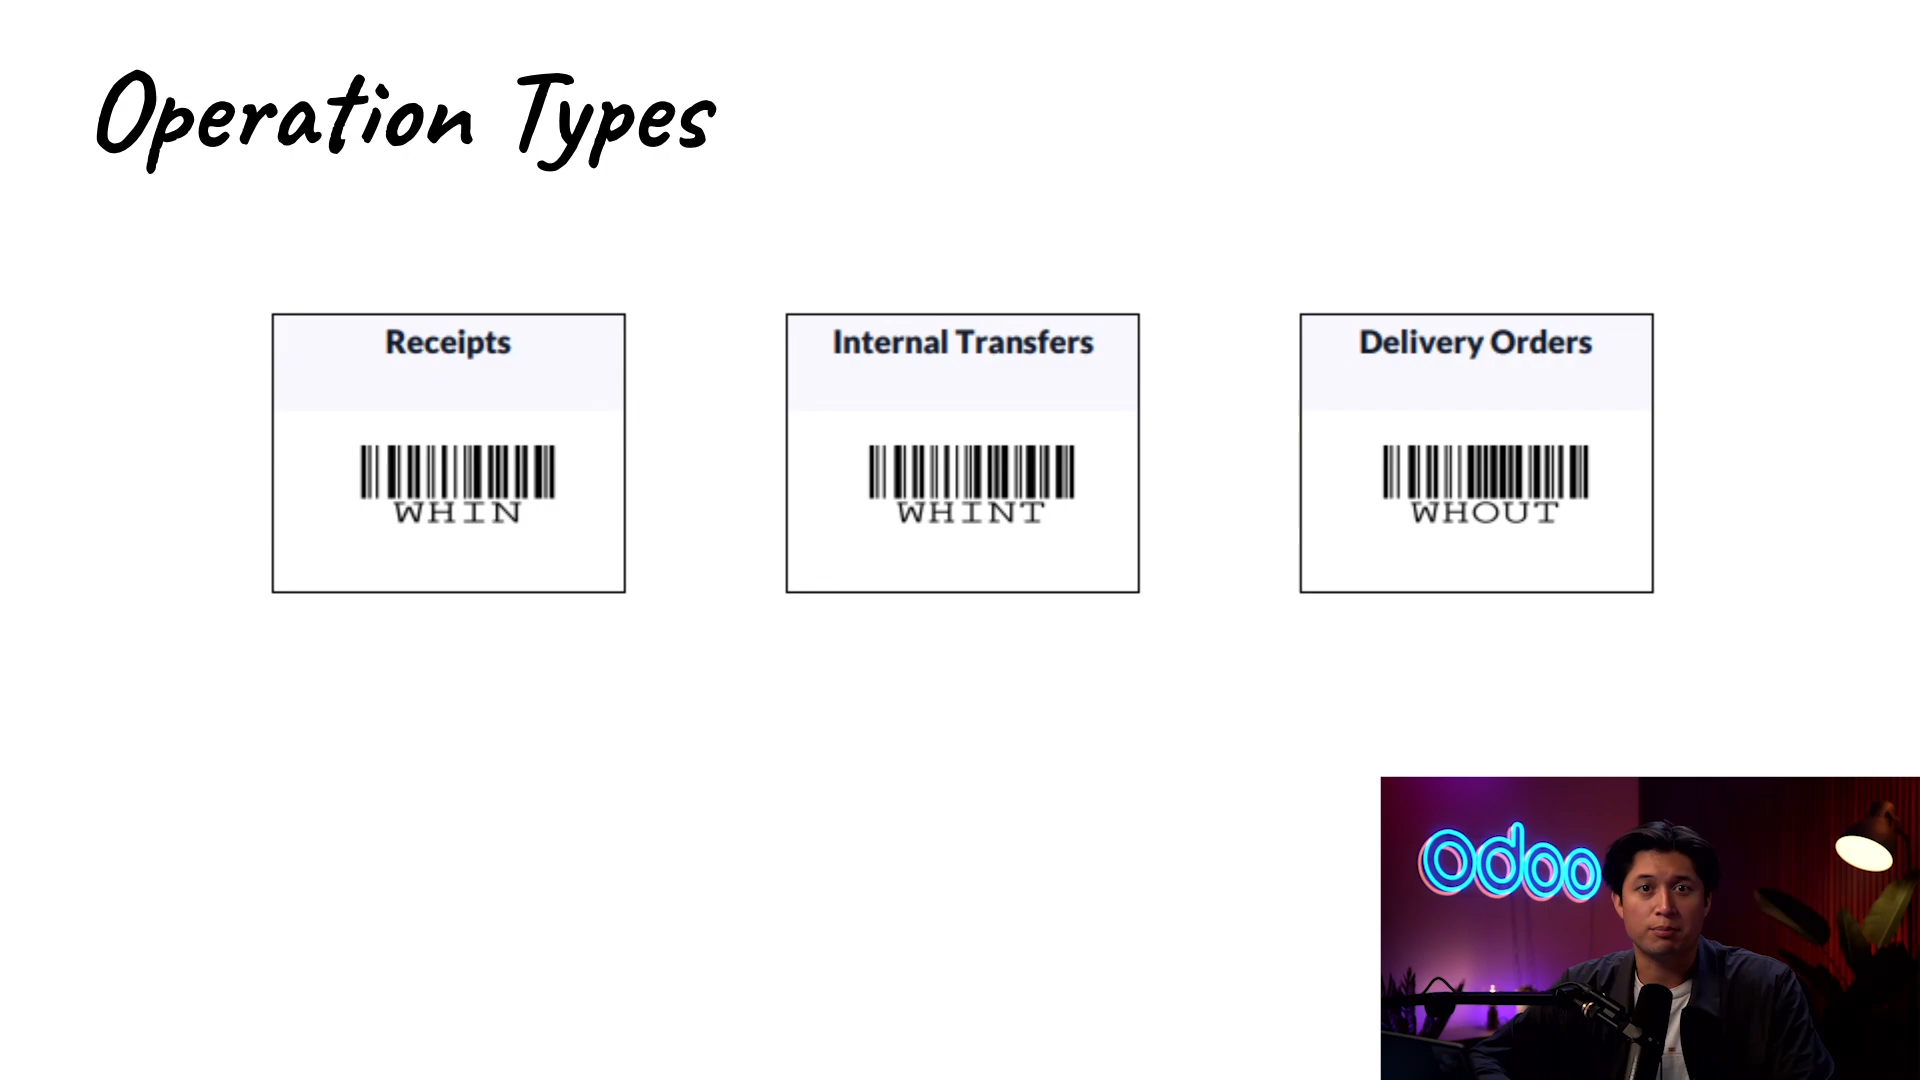 Operation Types
Receipts
WHIN
Internal Transfers
WHINT
Delivery Orders
WHOUT
odoo